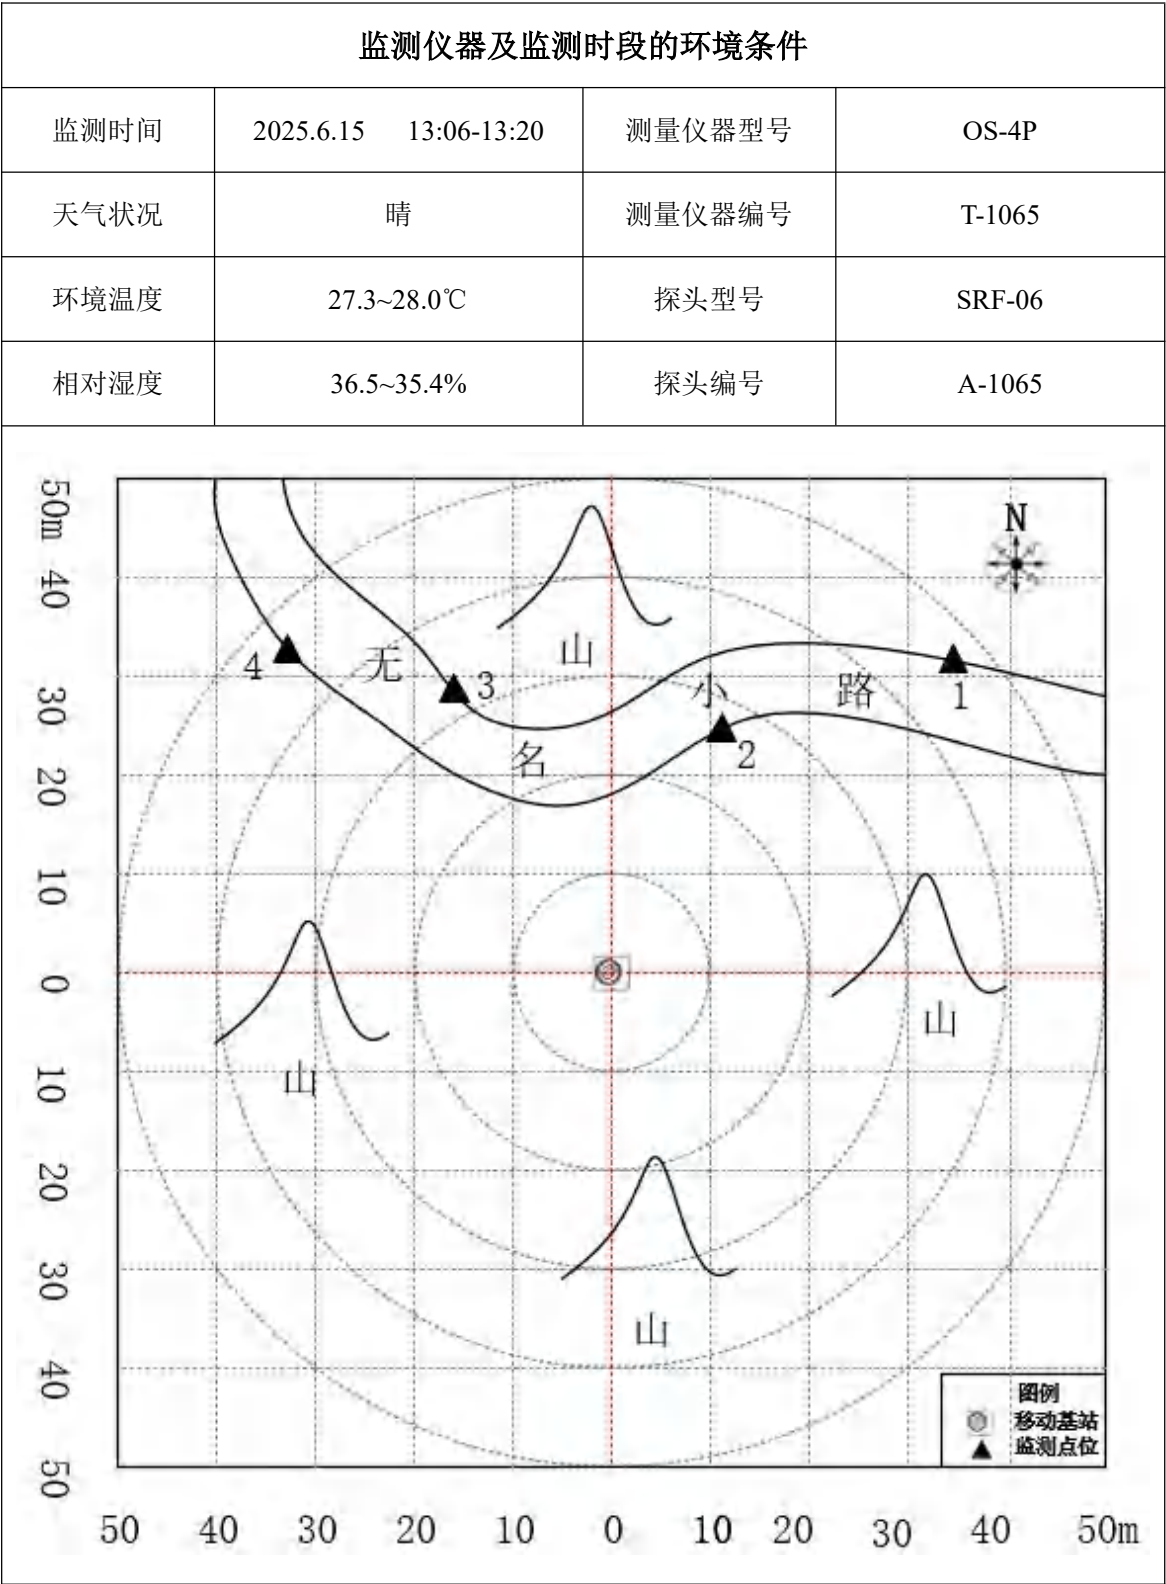 监测仪器及监测时段的环境条件
监测时间 2025.6.15 13:06-13:20 测量仪器型号 OS-4P
天气状况 晴 测量仪器编号 T-1065
环境温度 27.3~28.0℃ 探头型号 SRF-06
相对湿度 36.5~35.4% 探头编号 A-1065
50m
40
30
20
10
0
10
20
30
40
50
N
山
4
无
3
小
路
1
名
2
山
山
山
图例
移动基站
监测点位
50 40 30 20 10 0 10 20 30 40 50m